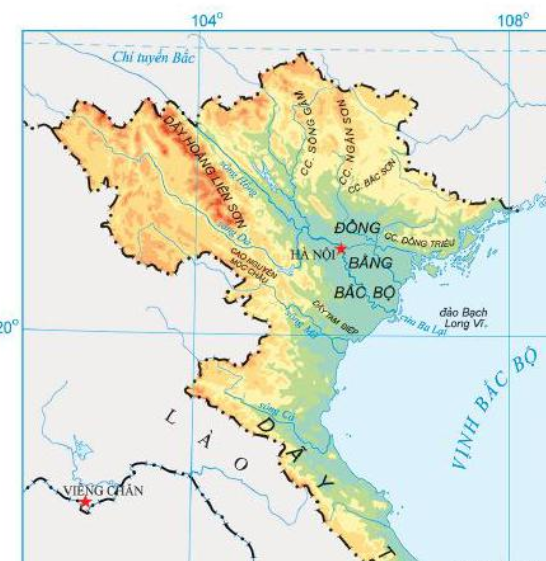 104°
108°
Chí tuyến Bắc
CC. SÔNG GÂM
CC. NGÂN SƠN
DÃY HOÀNG LIÊN SƠN
CC. BẮC SƠN
sông Hồng
ĐỒNG
CC. ĐÔNG TRIỀU
sông Đà
HÀ NỘI
BẰNG
CAO NGUYÊN
MỘC CHÂU
BẮC BỘ
đảo Bạch
Long Vĩ
DÃY TAM ĐIỆP
cửa Ba Lạt
20°
sông Mã
VỊNH BẮC BỘ
sông Cả
LÀO
DÃY
T
VIÊNG CHĂN